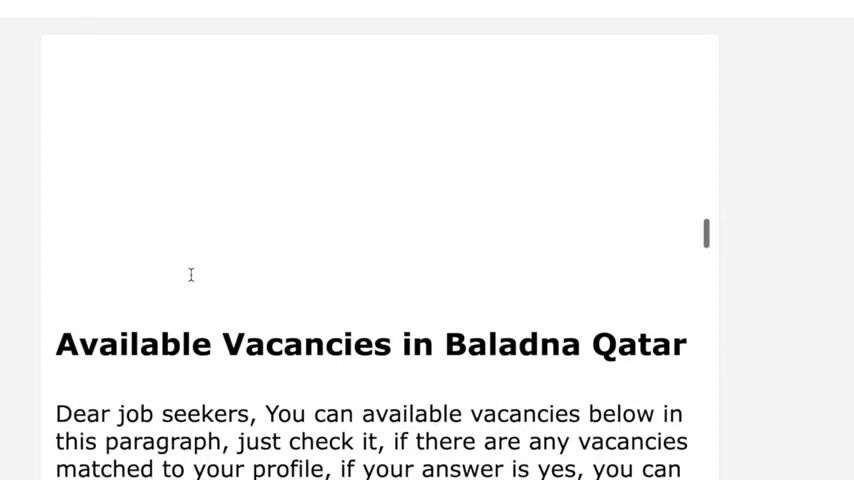 Available Vacancies in Baladna Qatar
Dear job seekers, You can available vacancies below in
this paragraph, just check it, if there are any vacancies
matched to your profile, if your answer is yes, you can